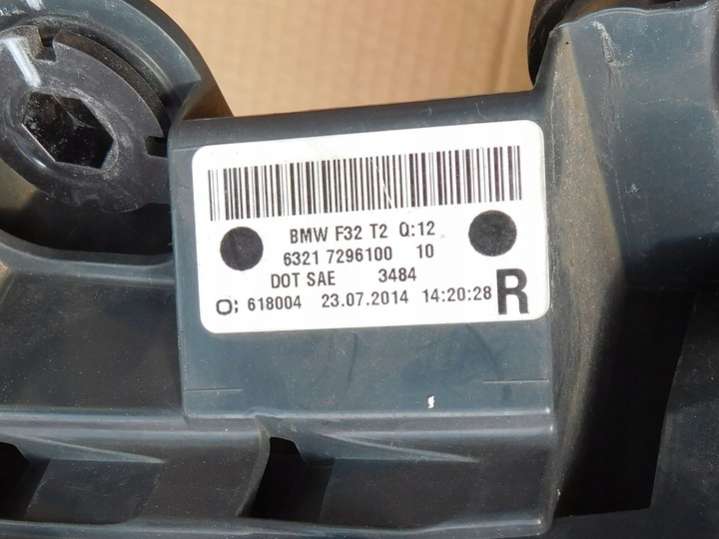 BMW F32 T2 Q:12
6321 7296100 10
DOT SAE 3484
O; 618004 23.07.2014 14:20:28 R